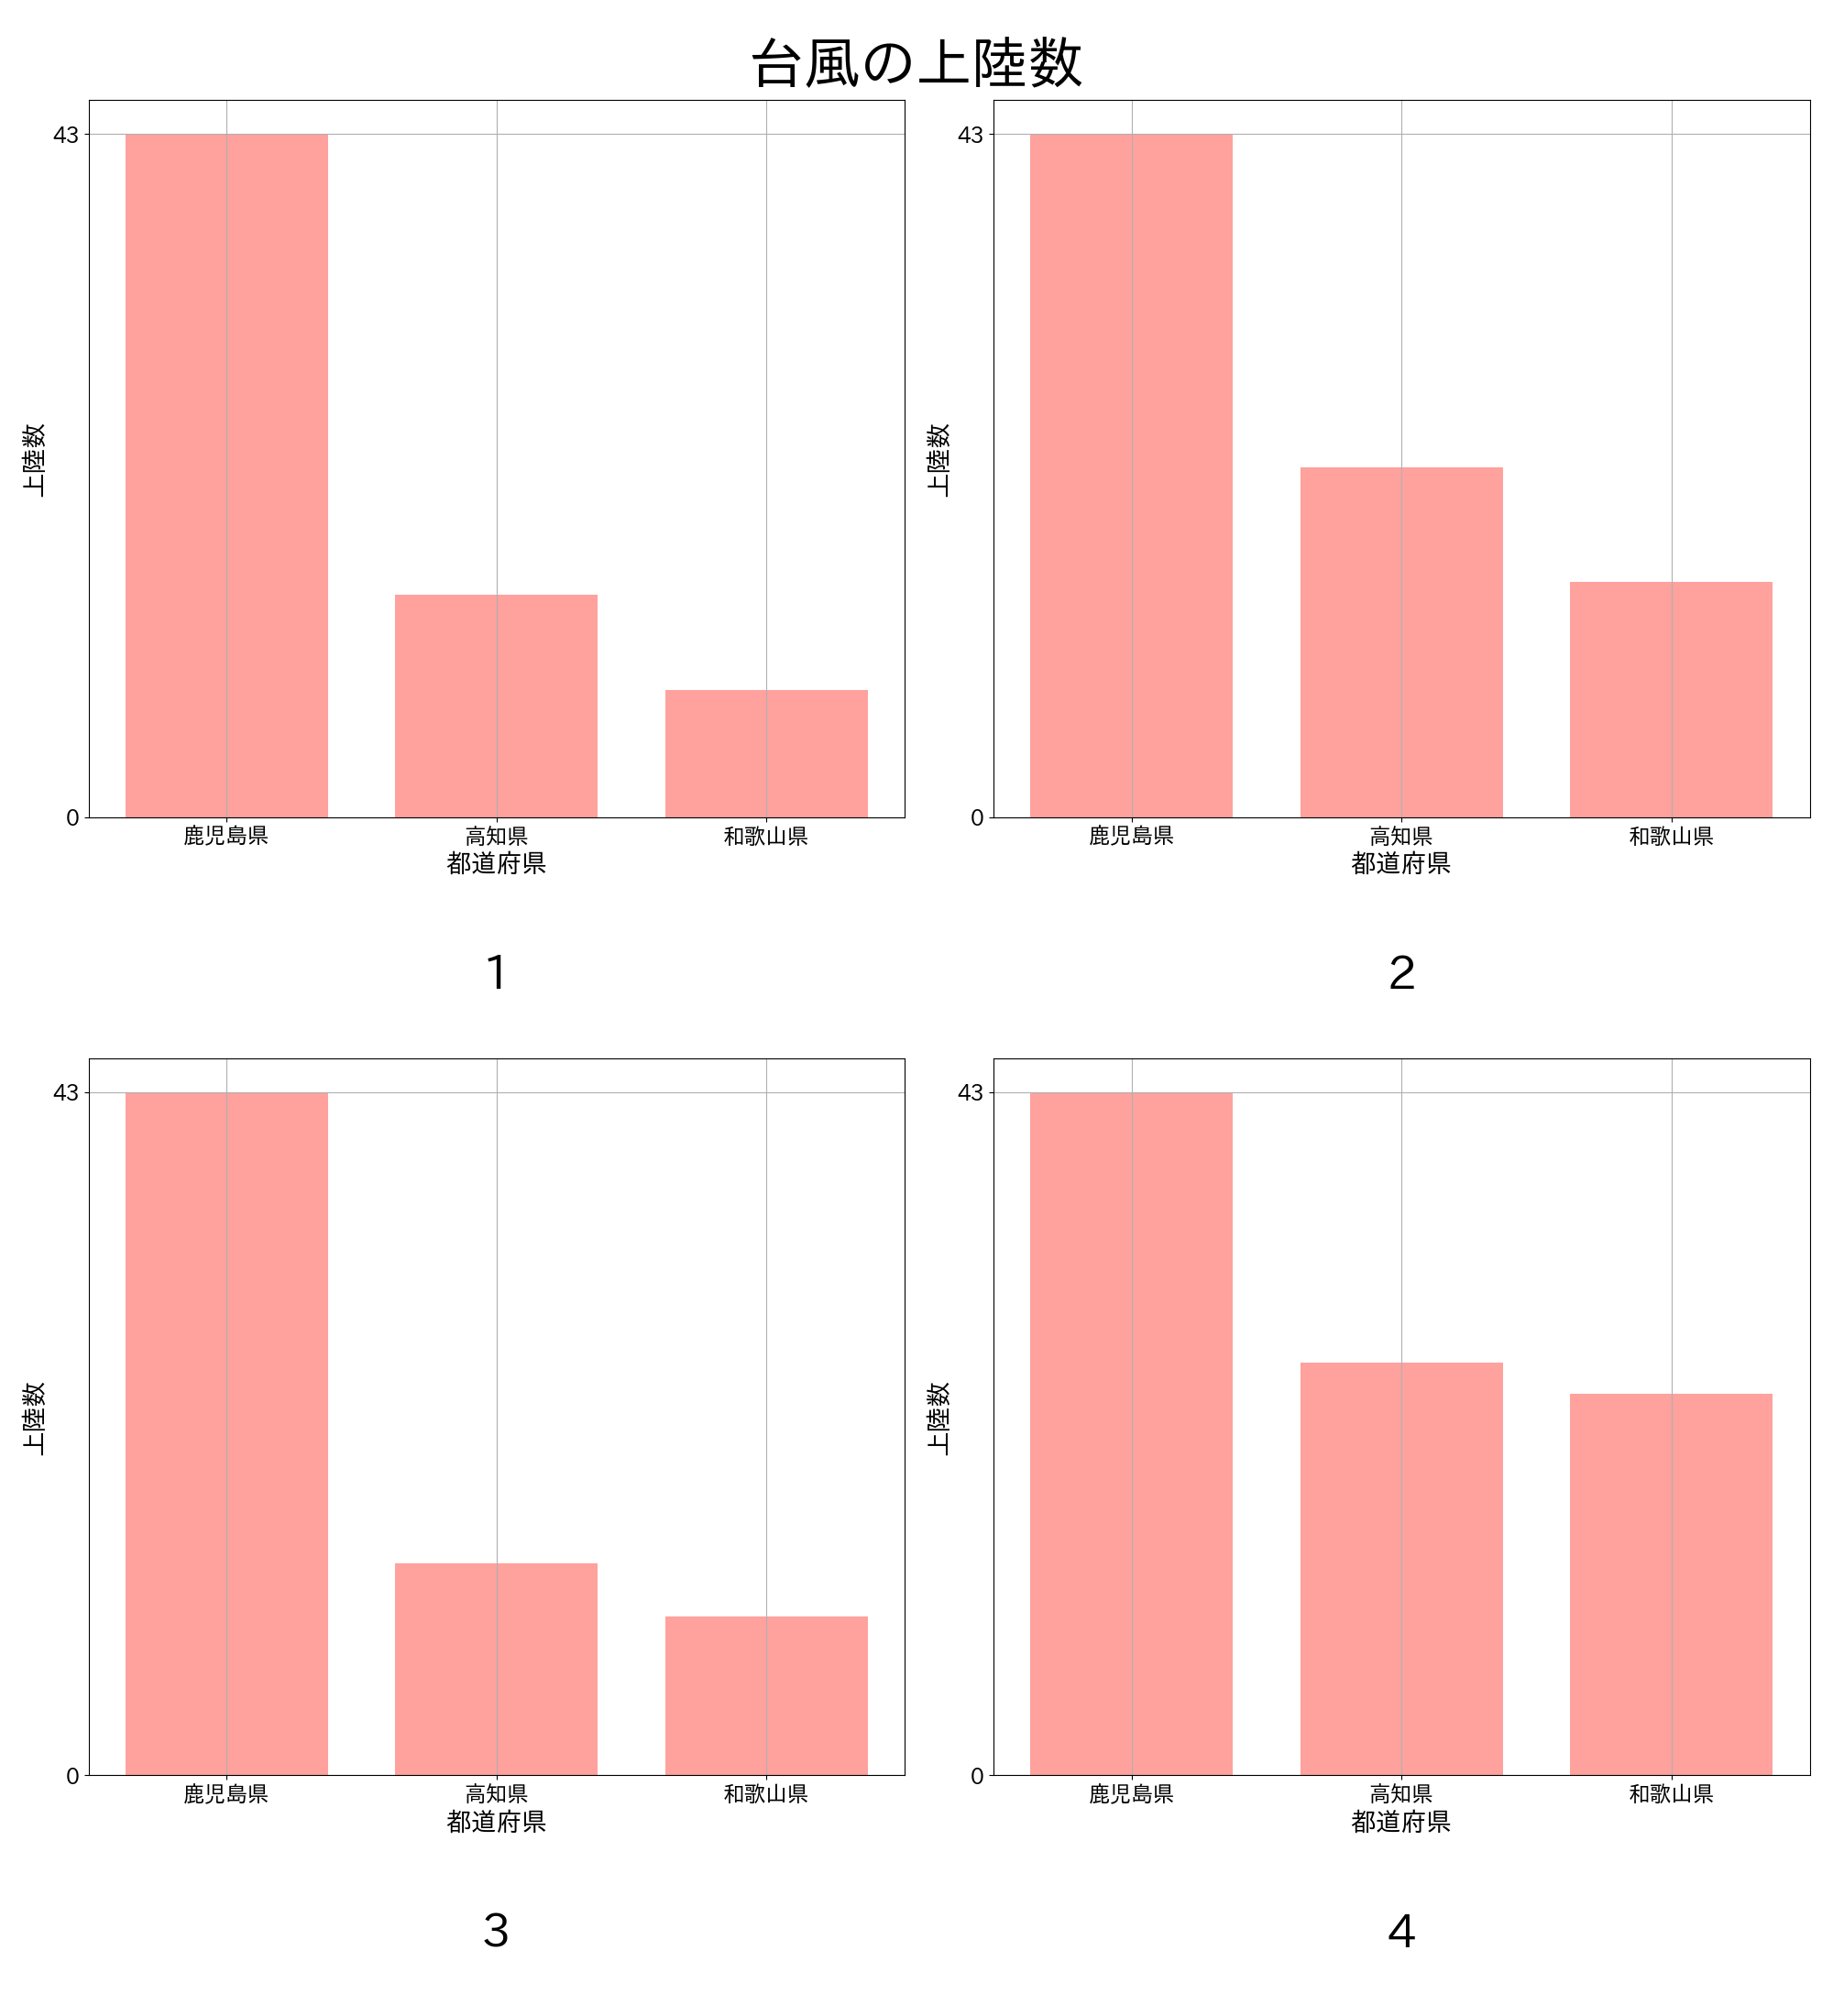 台風の上陸数
43
0
上陸数
鹿児島県 高知県 和歌山県
都道府県
1
43
0
上陸数
鹿児島県 高知県 和歌山県
都道府県
2
43
0
上陸数
鹿児島県 高知県 和歌山県
都道府県
3
43
0
上陸数
鹿児島県 高知県 和歌山県
都道府県
4